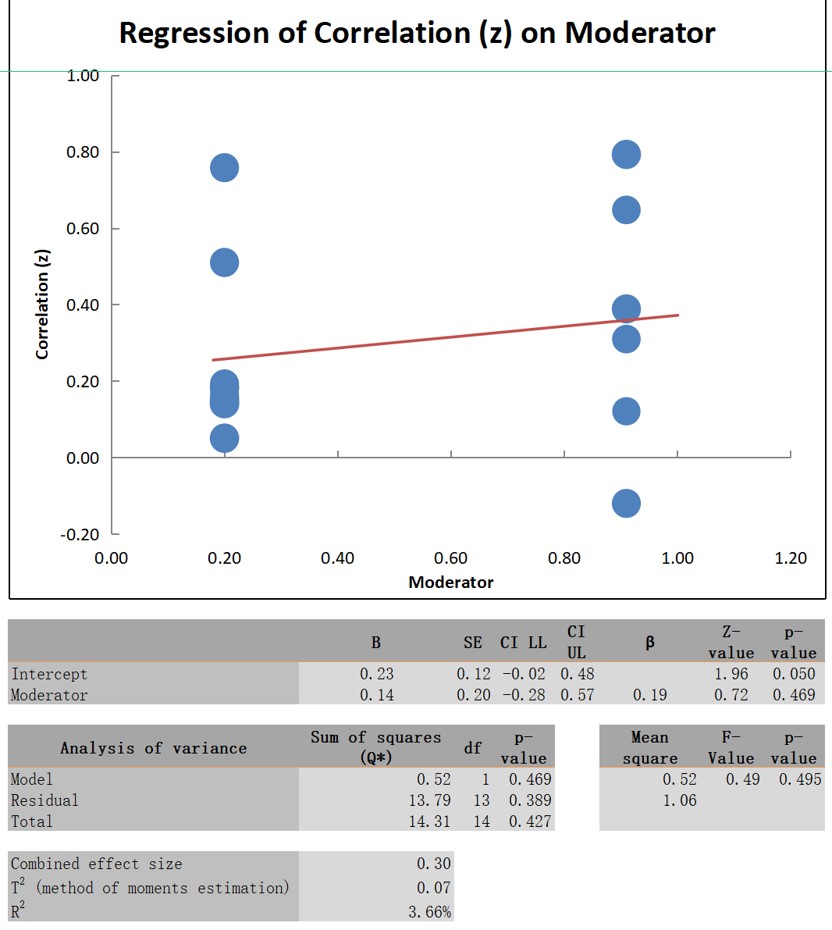 Regression of Correlation (z) on Moderator
1.00
0.80
0.60
0.40
0.20
0.00
-0.20
Correlation (z)
0.00 0.20 0.40 0.60 0.80 1.00 1.20
Moderator
B SE CI LL CI UL β Z-value p-value
Intercept 0.23 0.12 -0.02 0.48 1.96 0.050
Moderator 0.14 0.20 -0.28 0.57 0.19 0.72 0.469
Analysis of variance Sum of squares (Q*) df p-value Mean square F-Value p-value
Model 0.52 1 0.469 0.52 0.49 0.495
Residual 13.79 13 0.389 1.06
Total 14.31 14 0.427
Combined effect size 0.30
T² (method of moments estimation) 0.07
R² 3.66%